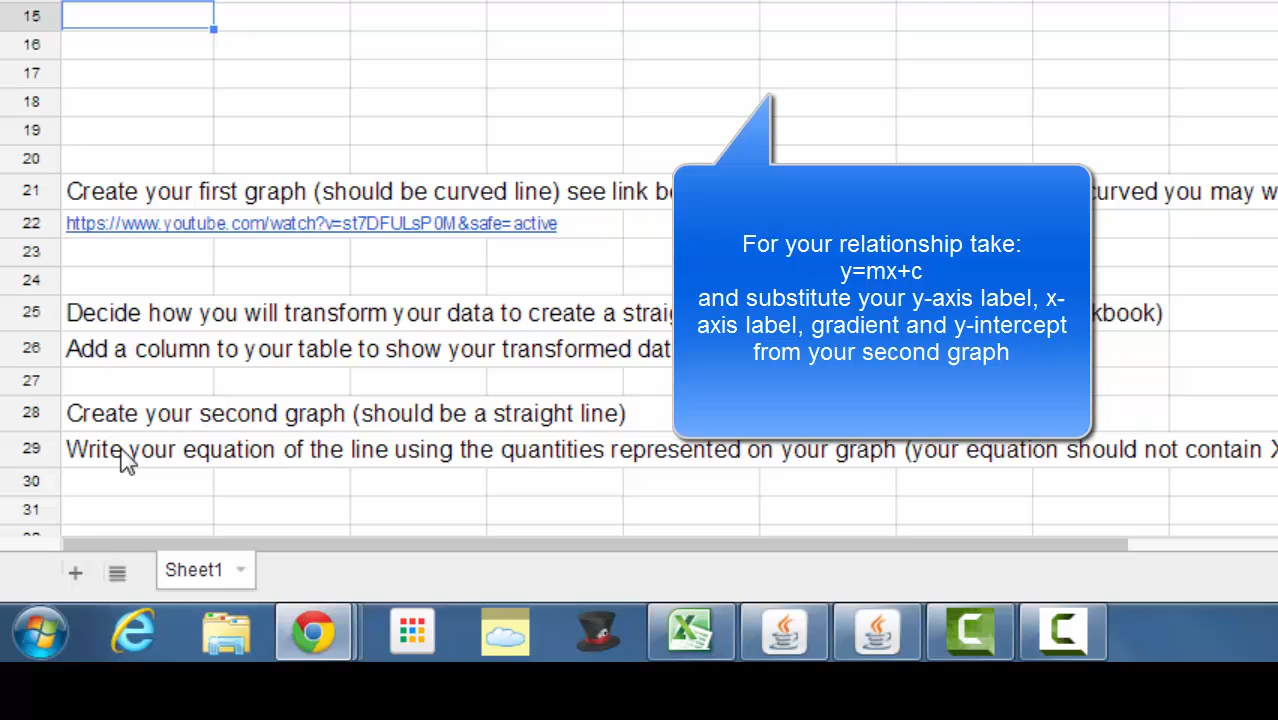 15
16
17
18
19
20
21 Create your first graph (should be curved line) see link be curved you may w
22 https://www.youtube.com/watch?v=st7DFULsP0M&safe=active
23
24
25 Decide how you will transform your data to create a kbook)
26 Add a column to your table to show your transformed
27
28 Create your second graph (should be a straight line)
29 Write your equation of the line using the quantities represented on your graph (your equation should not contain X
30
31
For your relationship take:
y=mx+c
and substitute your y-axis label, x-
axis label, gradient and y-intercept
from your second graph
Sheet1